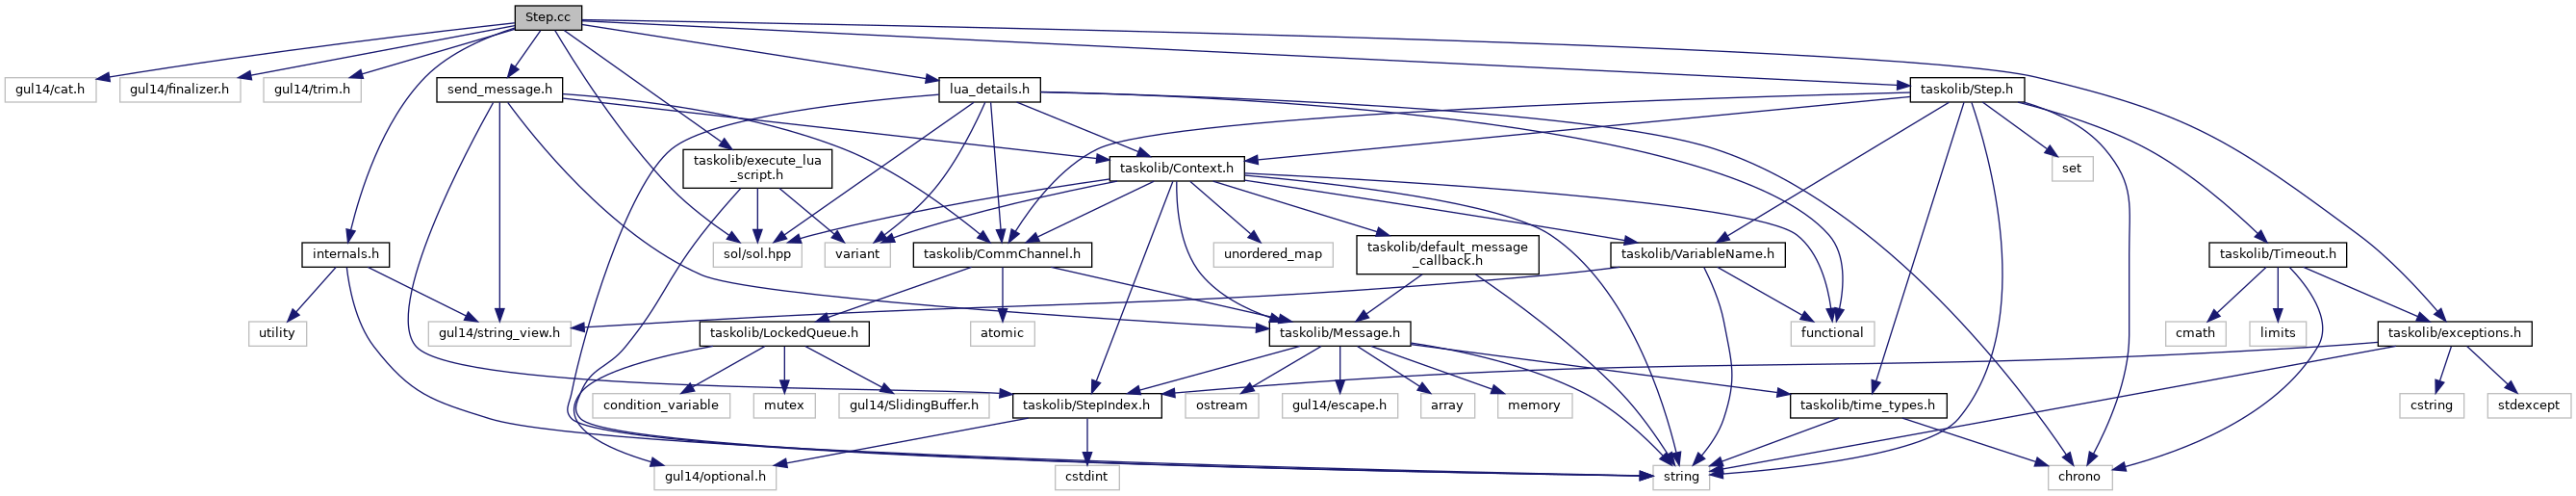 Step.cc
gul14/cat.h
gul14/finalizer.h
gul14/trim.h
send_message.h
lua_details.h
taskolib/Step.h
taskolib/execute_lua
_script.h
taskolib/Context.h
set
internals.h
sol/sol.hpp
variant
taskolib/CommChannel.h
unordered_map
taskolib/default_message
_callback.h
taskolib/VariableName.h
taskolib/Timeout.h
utility
gul14/string_view.h
taskolib/LockedQueue.h
atomic
taskolib/Message.h
functional
cmath
limits
taskolib/exceptions.h
condition_variable
mutex
gul14/SlidingBuffer.h
taskolib/StepIndex.h
ostream
gul14/escape.h
array
memory
taskolib/time_types.h
cstring
stdexcept
gul14/optional.h
cstdint
string
chrono